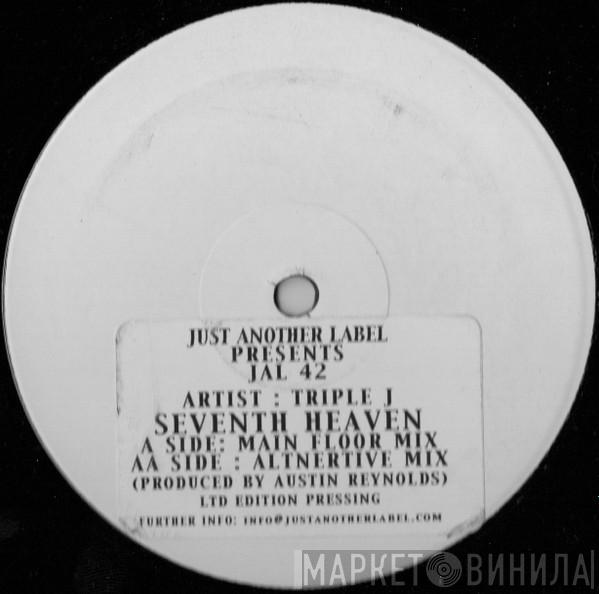 JUST ANOTHER LABEL
PRESENTS
JAL 42
ARTIST : TRIPLE J
SEVENTH HEAVEN
A SIDE: MAIN FLOOR MIX
AA SIDE : ALTNERTIVE MIX
(PRODUCED BY AUSTIN REYNOLDS)
LTD EDITION PRESSING
FURTHER INFO: INFO@JUSTANOTHERLABEL.COM
МАРКЕТ ВИНИЛА